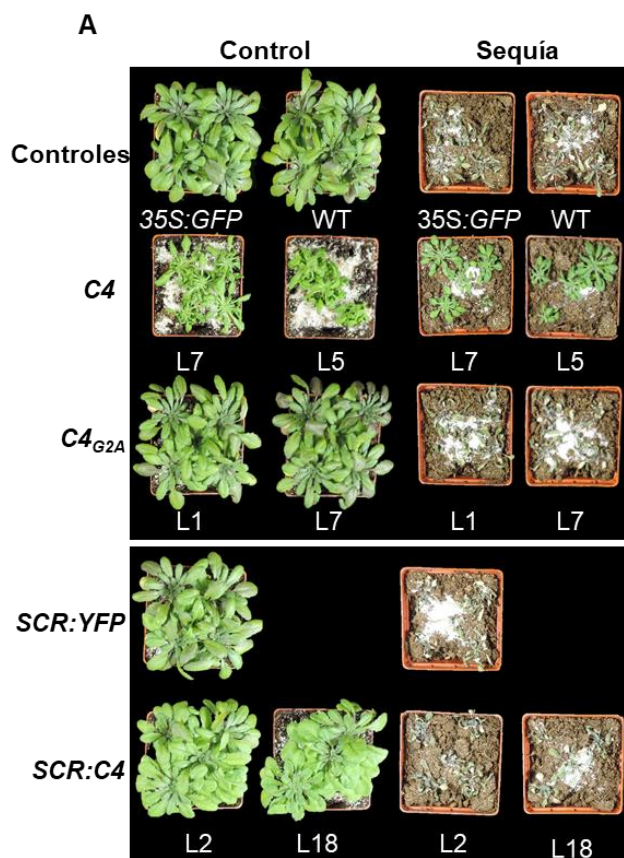 A
Control Sequía
Controles
35S:GFP WT 35S:GFP WT
C4
L7 L5 L7 L5
C4G2A
L1 L7 L1 L7
SCR:YFP
SCR:C4
L2 L18 L2 L18